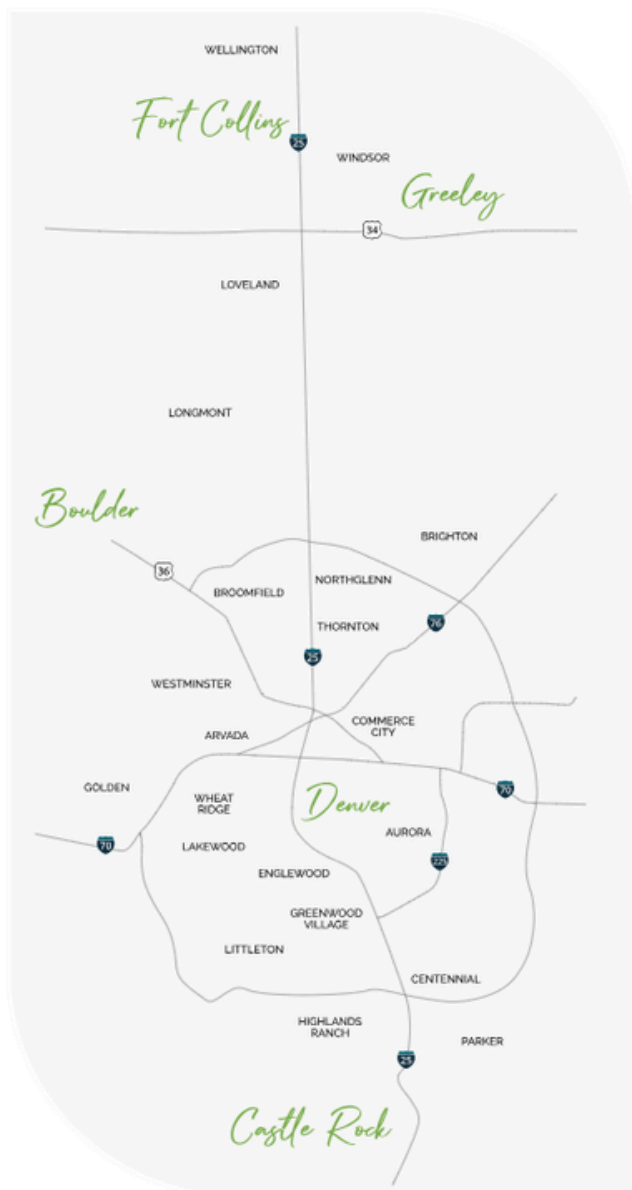 WELLINGTON
Fort Collins
25
WINDSOR
Greeley
34
LOVELAND
LONGMONT
Boulder
BRIGHTON
36
NORTHGLENN
BROOMFIELD
76
THORNTON
25
WESTMINSTER
COMMERCE
CITY
ARVADA
GOLDEN
70
WHEAT
RIDGE
Denver
AURORA
70
LAKEWOOD
225
ENGLEWOOD
GREENWOOD
VILLAGE
LITTLETON
CENTENNIAL
HIGHLANDS
RANCH
PARKER
25
Castle Rock